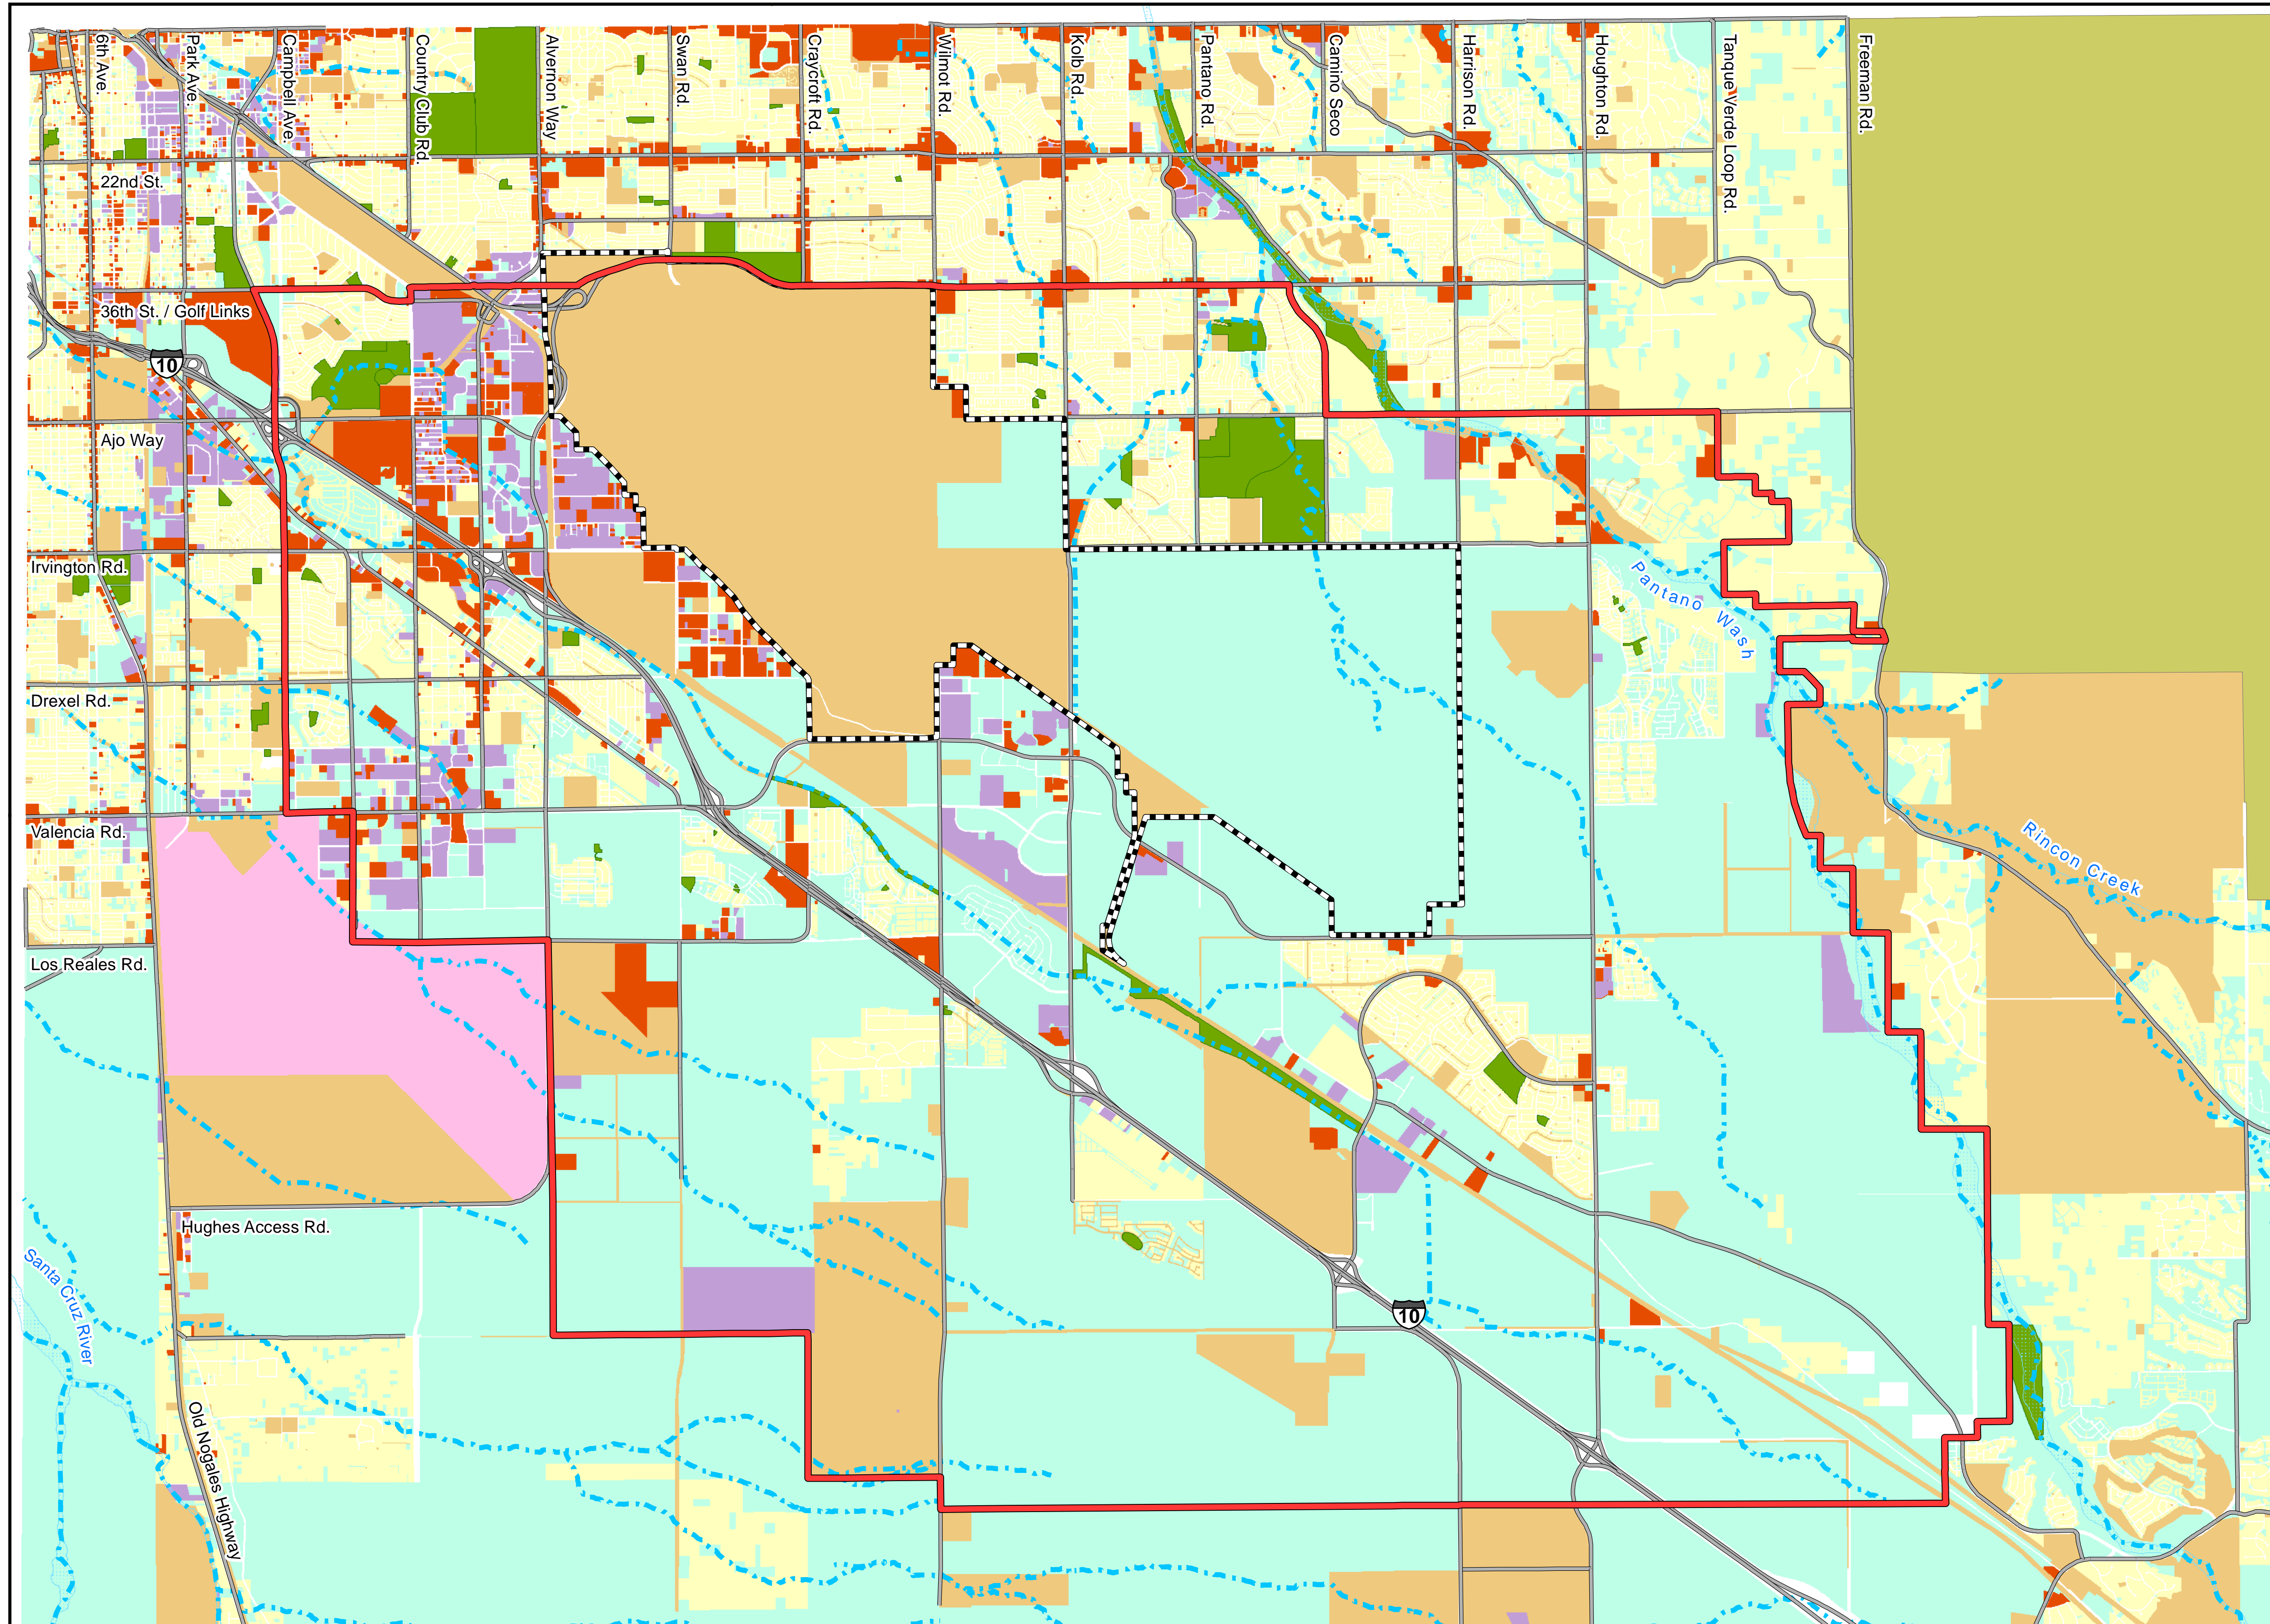 6th Ave.
Park Ave.
Campbell Ave.
Country Club Rd.
Alvernon Way
Swan Rd.
Craycroft Rd.
Wilmot Rd.
Kolb Rd.
Pantano Rd.
Camino Seco
Harrison Rd.
Houghton Rd.
Tanque Verde Loop Rd.
Freeman Rd.
22nd St.
36th St. / Golf Links
10
Ajo Way
Irvington Rd.
Pantano Wash
Drexel Rd.
Valencia Rd.
Rincon Creek
Los Reales Rd.
Hughes Access Rd.
Santa Cruz River
10
Old Nogales Highway